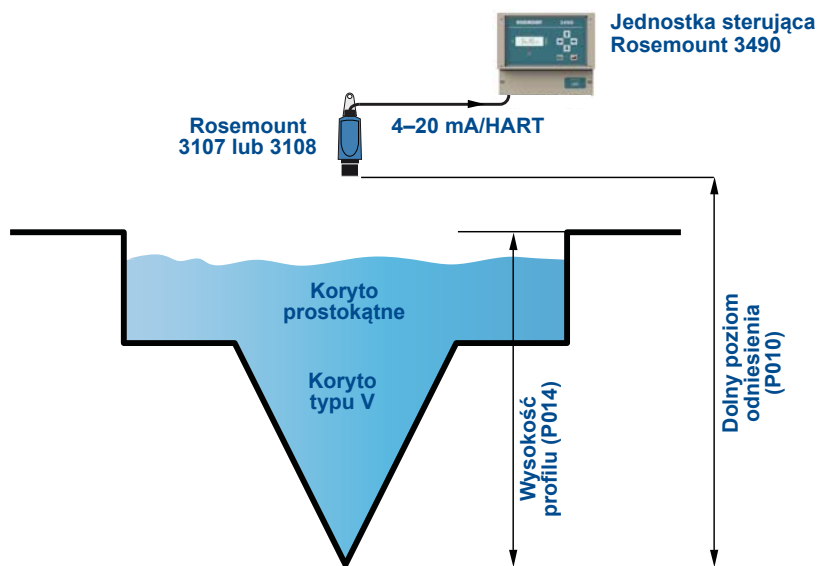 Jednostka sterująca
Rosemount 3490
Rosemount
3107 lub 3108
4–20 mA/HART
Koryto
prostokątne
Koryto
typu V
Wysokość
profilu (P014)
Dolny poziom
odniesienia
(P010)